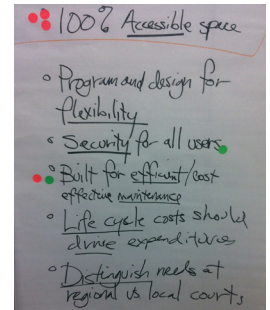 100% Accessible space
◦ Program and design for
flexibility
◦ Security for all users
◦ Built for efficient/cost
effective maintenance
◦ Life cycle costs should
drive expenditures
◦ Distinguish needs at
regional vs local courts